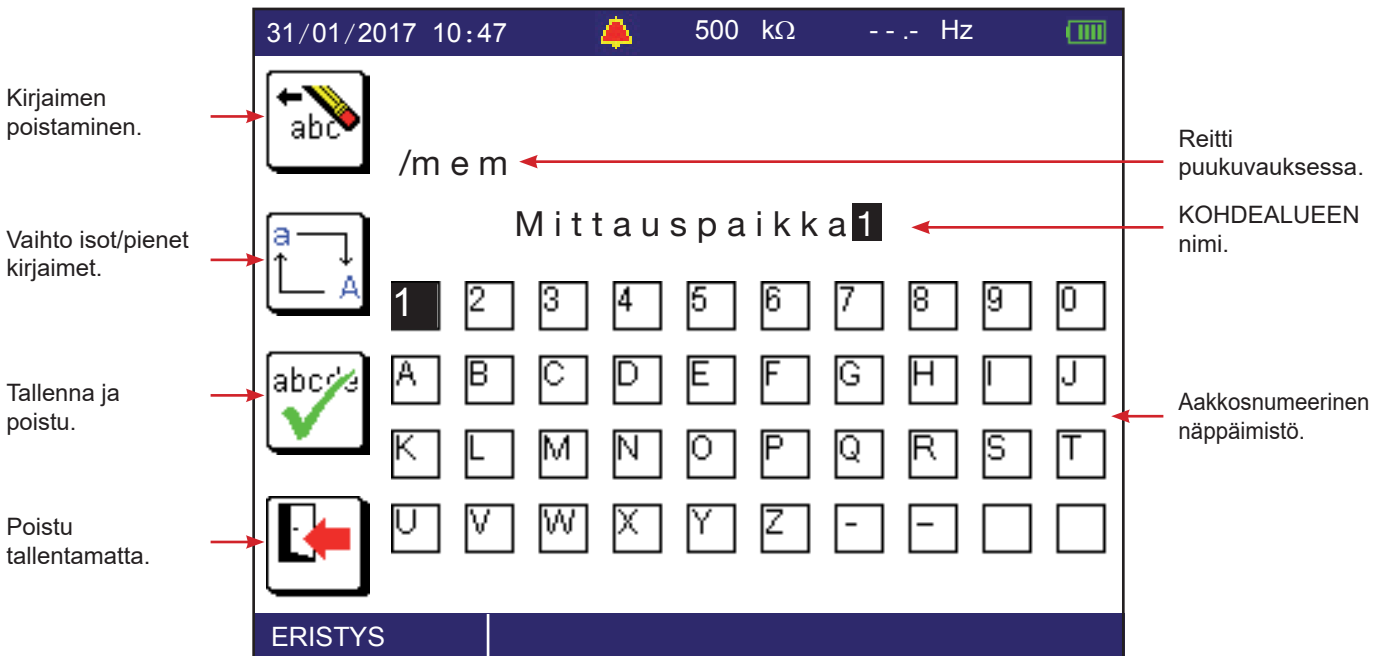 31/01/2017 10:47 500 kΩ - - .- Hz
Kirjaimen
poistaminen.
abc
/mem
Reitti
puukuvauksessa.
Vaihto isot/pienet
kirjaimet.
a
A
Mittauspaikka1
KOHDEALUEEN
nimi.
1 2 3 4 5 6 7 8 9 0
Tallenna ja
poistu.
abcde
A B C D E F G H I J
K L M N O P Q R S T
U V W X Y Z - –
Aakkosnumeerinen
näppäimistö.
Poistu
tallentamatta.
ERISTYS